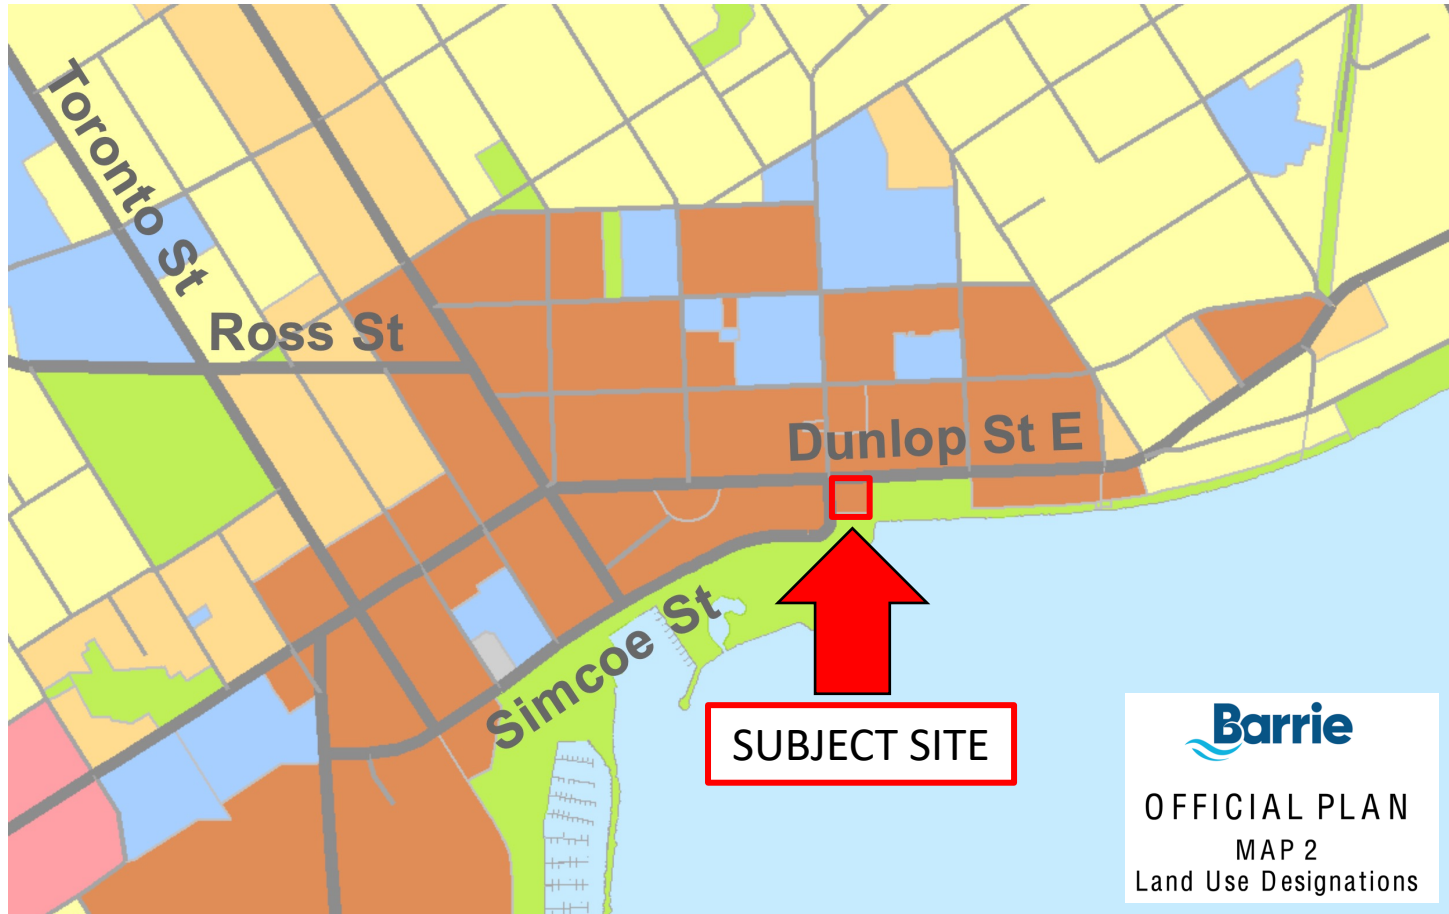 Toronto St
Ross St
Dunlop St E
Simcoe St
SUBJECT SITE
Barrie
OFFICIAL PLAN
MAP 2
Land Use Designations